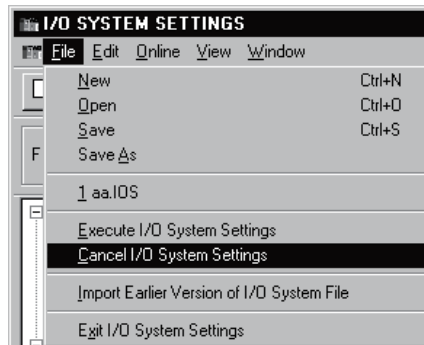 I/O SYSTEM SETTINGS
File Edit Online View Window
New Ctrl+N
Open Ctrl+O
Save Ctrl+S
Save As
F
1 aa.IOS
Execute I/O System Settings
Cancel I/O System Settings
Import Earlier Version of I/O System File
Exit I/O System Settings